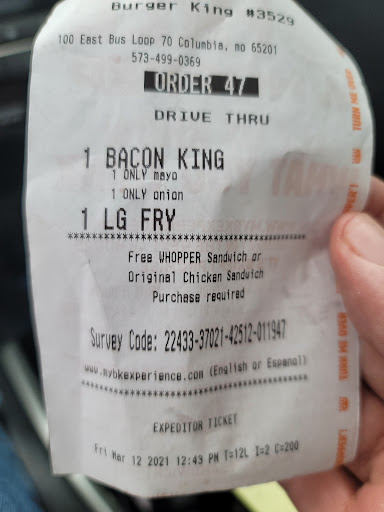 Burger King #3529
100 East Bus Loop 70 Columbia, mo 65201
573-499-0369
ORDER 47
DRIVE THRU
1 BACON KING
1 ONLY mayo
1 ONLY onion
1 LG FRY
****************************************
Free WHOPPER Sandwich or
Original Chicken Sandwich
Purchase required
Survey Code: 22433-37021-42512-011947
www.mybkexperience.com (English or Espanol)
****************************************
EXPEDITOR TICKET
Fri Mar 12 2021 12:43 PM T=12L I=2 C=200